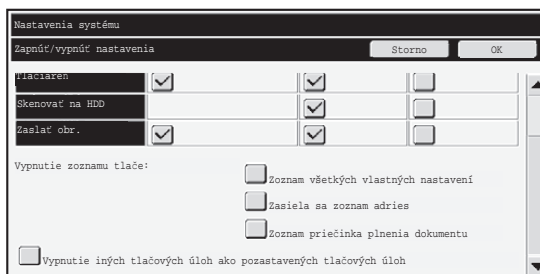 Nastavenia systému
Zapnúť/vypnúť nastavenia Storno OK
Tlačiareň
Skenovať na HDD
Zaslať obr.
Vypnutie zoznamu tlače:
Zoznam všetkých vlastných nastavení
Zasiela sa zoznam adries
Zoznam priečinka plnenia dokumentu
Vypnutie iných tlačových úloh ako pozastavených tlačových úloh